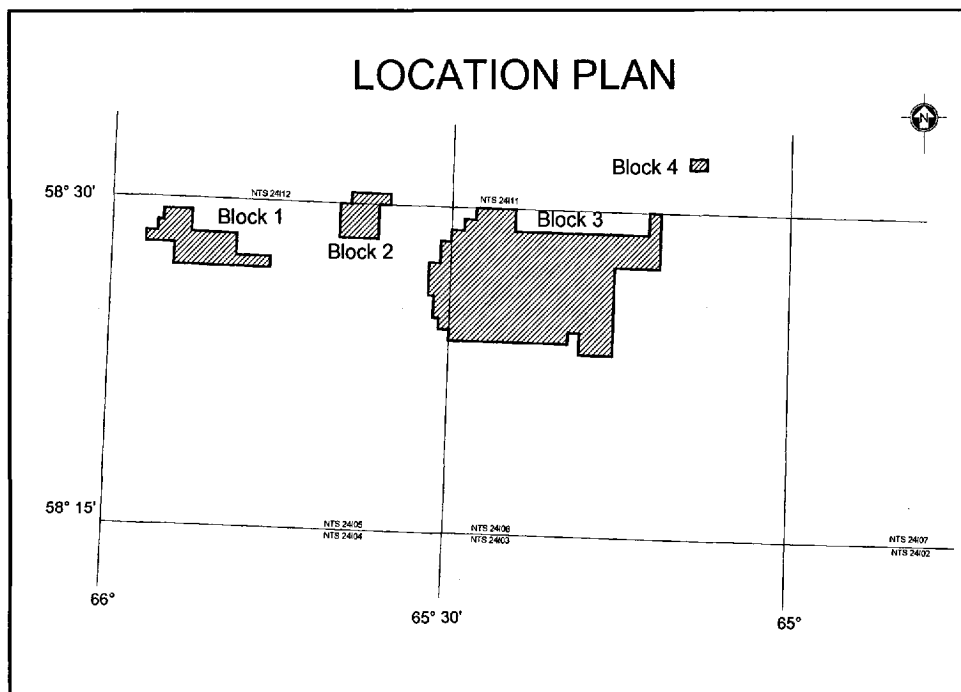 LOCATION PLAN
N
Block 4
58° 30'
NTS 24I12
NTS 24I11
Block 1
Block 2
Block 3
58° 15'
NTS 24I05
NTS 24I04
NTS 24I06
NTS 24I03
NTS 24I07
NTS 24I02
66°
65° 30'
65°